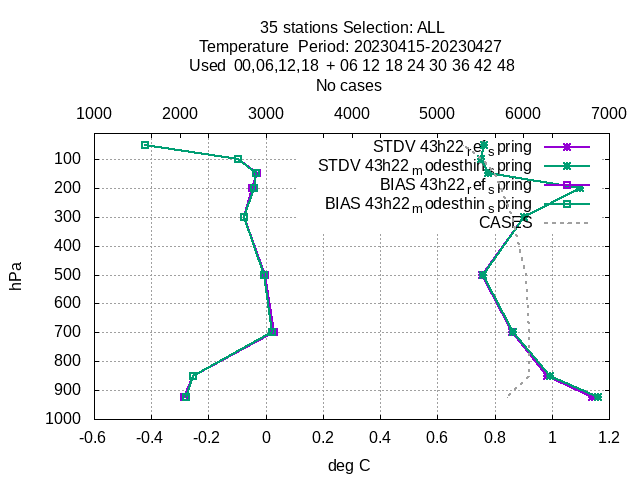 35 stations Selection: ALL
Temperature  Period: 20230415-20230427
Used  00,06,12,18  + 06 12 18 24 30 36 42 48
No cases
1000 2000 3000 4000 5000 6000 7000
STDV 43h22_ref_spring
STDV 43h22_modesthin_spring
BIAS 43h22_ref_spring
BIAS 43h22_modesthin_spring
CASES
hPa
100
200
300
400
500
600
700
800
900
1000
-0.6 -0.4 -0.2 0 0.2 0.4 0.6 0.8 1 1.2
deg C